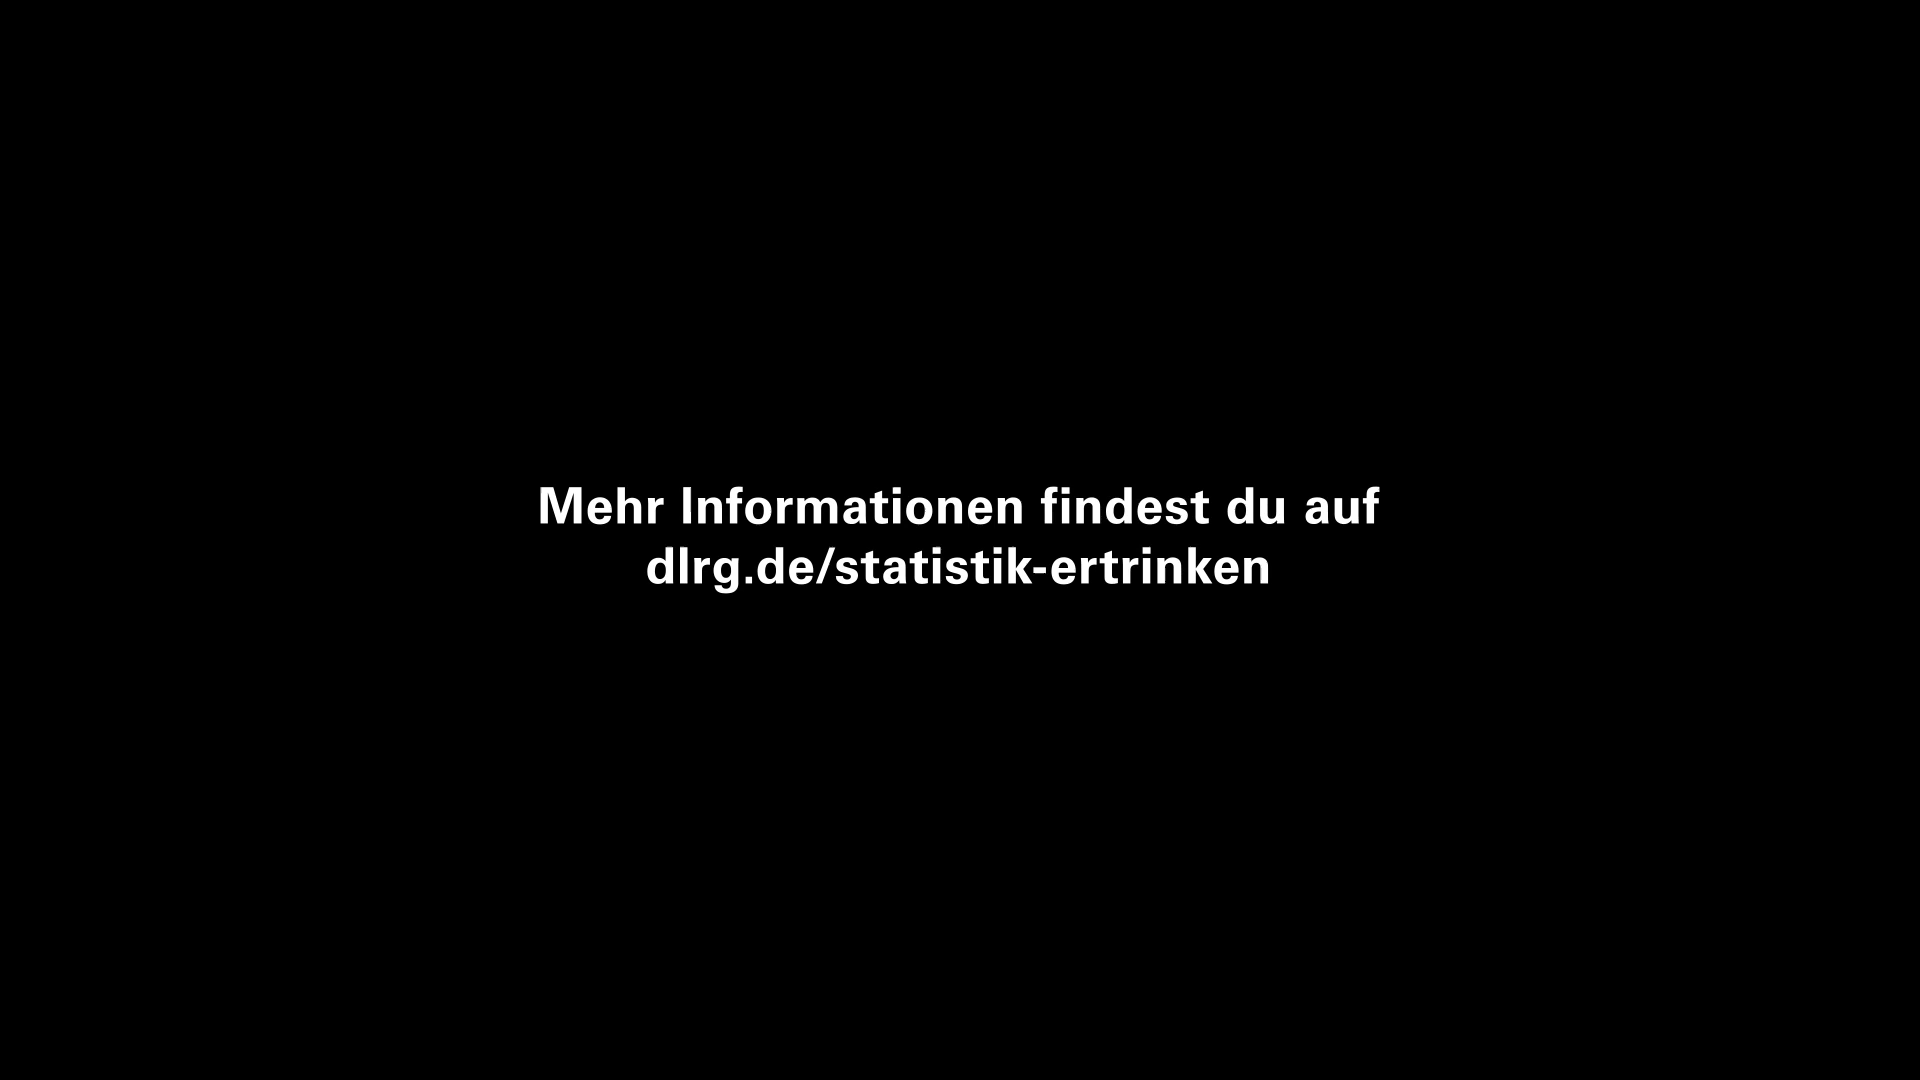 Mehr Informationen findest du auf
dlrg.de/statistik-ertrinken